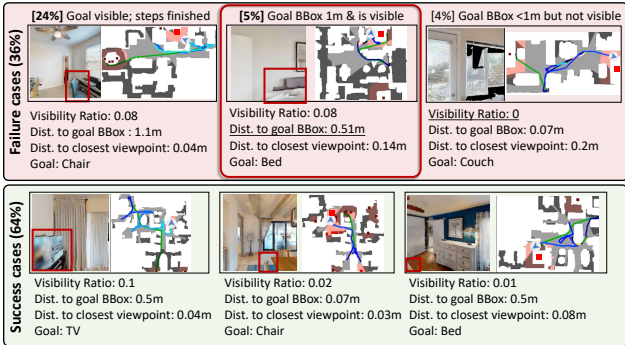 Failure cases (36%)
[24%] Goal visible; steps finished
Visibility Ratio: 0.08
Dist. to goal BBox : 1.1m
Dist. to closest viewpoint: 0.04m
Goal: Chair
[5%] Goal BBox 1m & is visible
Visibility Ratio: 0.08
Dist. to goal BBox: 0.51m
Dist. to closest viewpoint: 0.14m
Goal: Bed
[4%] Goal BBox <1m but not visible
Visibility Ratio: 0
Dist. to goal BBox: 0.07m
Dist. to closest viewpoint: 0.2m
Goal: Couch
Success cases (64%)
Visibility Ratio: 0.1
Dist. to goal BBox: 0.5m
Dist. to closest viewpoint: 0.04m
Goal: TV
Visibility Ratio: 0.02
Dist. to goal BBox: 0.07m
Dist. to closest viewpoint: 0.03m
Goal: Chair
Visibility Ratio: 0.01
Dist. to goal BBox: 0.5m
Dist. to closest viewpoint: 0.08m
Goal: Bed